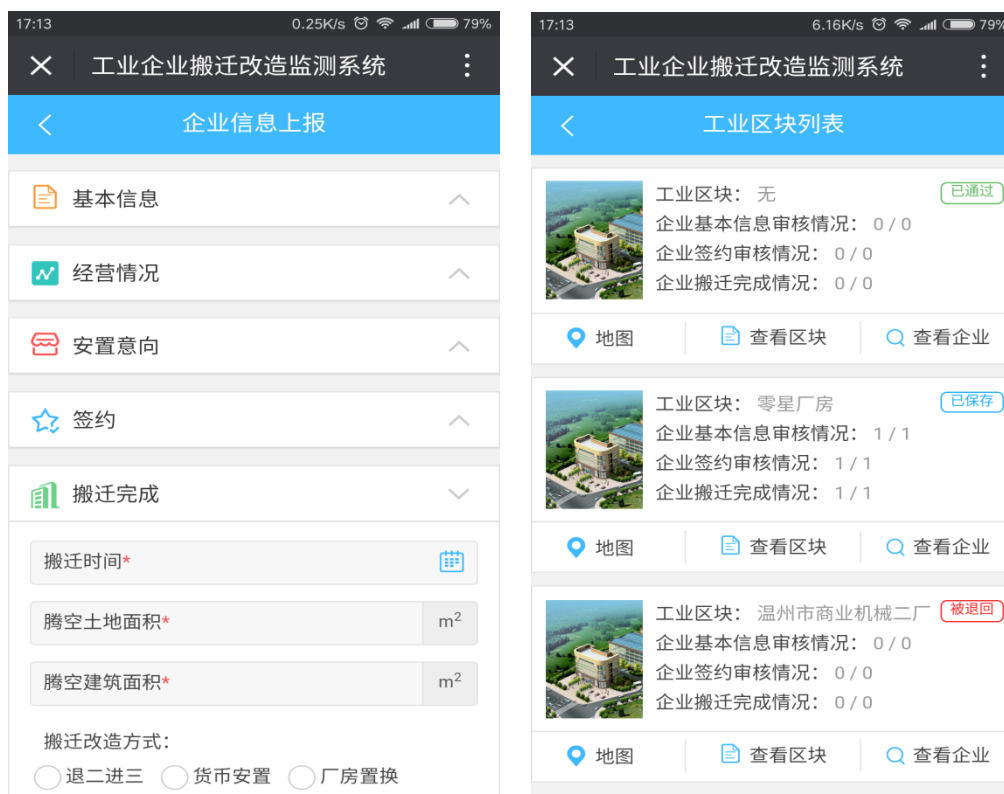 17:13 0.25K/s 79%
工业企业搬迁改造监测系统
企业信息上报
基本信息
经营情况
安置意向
签约
搬迁完成
搬迁时间*
腾空土地面积* m²
腾空建筑面积* m²
搬迁改造方式：
退二进三 货币安置 厂房置换
17:13 6.16K/s 79%
工业企业搬迁改造监测系统
工业区块列表
工业区块： 无 已通过
企业基本信息审核情况： 0 / 0
企业签约审核情况： 0 / 0
企业搬迁完成情况： 0 / 0
地图 查看区块 查看企业
工业区块： 零星厂房 已保存
企业基本信息审核情况： 1 / 1
企业签约审核情况： 1 / 1
企业搬迁完成情况： 1 / 1
地图 查看区块 查看企业
工业区块： 温州市商业机械二厂 被退回
企业基本信息审核情况： 0 / 0
企业签约审核情况： 0 / 0
企业搬迁完成情况： 0 / 0
地图 查看区块 查看企业